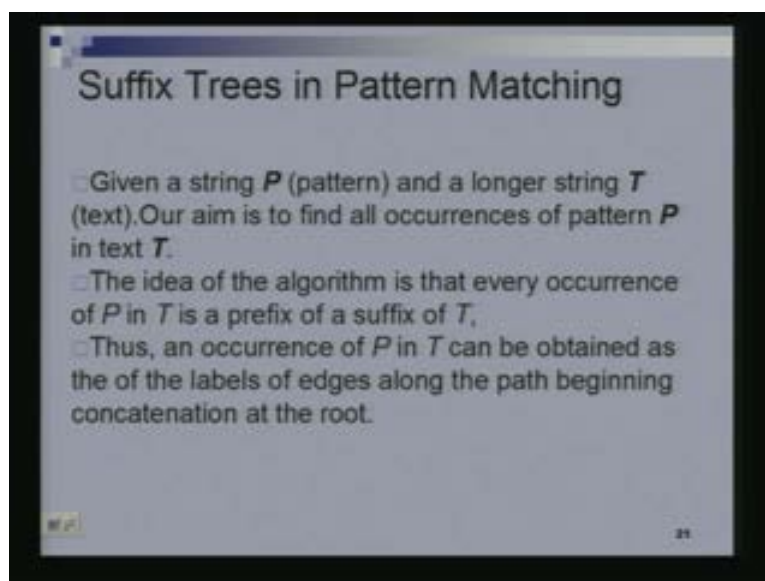 Suffix Trees in Pattern Matching
Given a string P (pattern) and a longer string T
(text).Our aim is to find all occurrences of pattern P
in text T.
The idea of the algorithm is that every occurrence
of P in T is a prefix of a suffix of T,
Thus, an occurrence of P in T can be obtained as
the of the labels of edges along the path beginning
concatenation at the root.